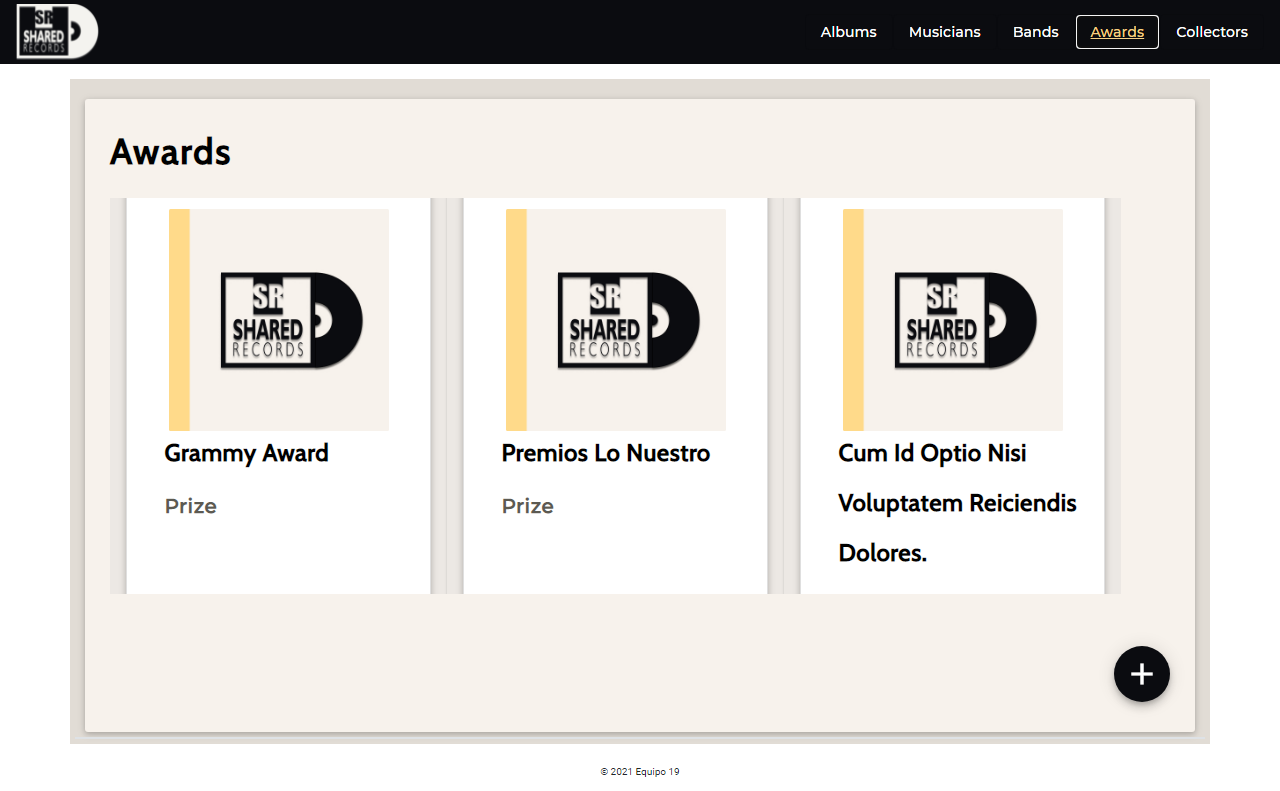 SR
SHARED
RECORDS
Albums Musicians Bands Awards Collectors
Awards
SR
SHARED
RECORDS
Grammy Award
Prize
SR
SHARED
RECORDS
Premios Lo Nuestro
Prize
SR
SHARED
RECORDS
Cum Id Optio Nisi
Voluptatem Reiciendis
Dolores.
© 2021 Equipo 19